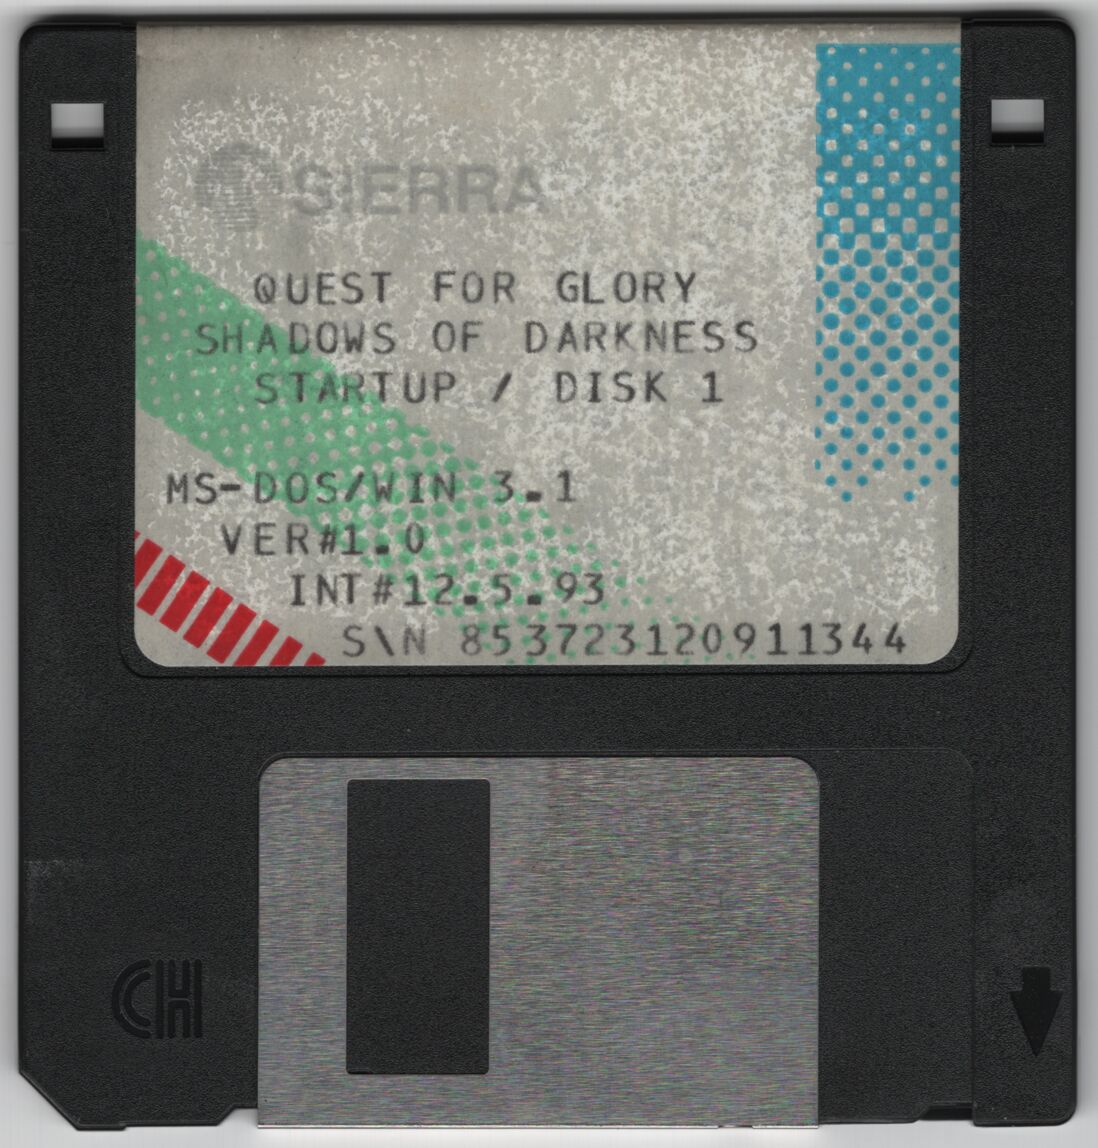 SIERRA
QUEST FOR GLORY
SHADOWS OF DARKNESS
STARTUP / DISK 1
MS-DOS/WIN 3.1
VER#1.0
INT#12.5.93
S\N 853723120911344
CH